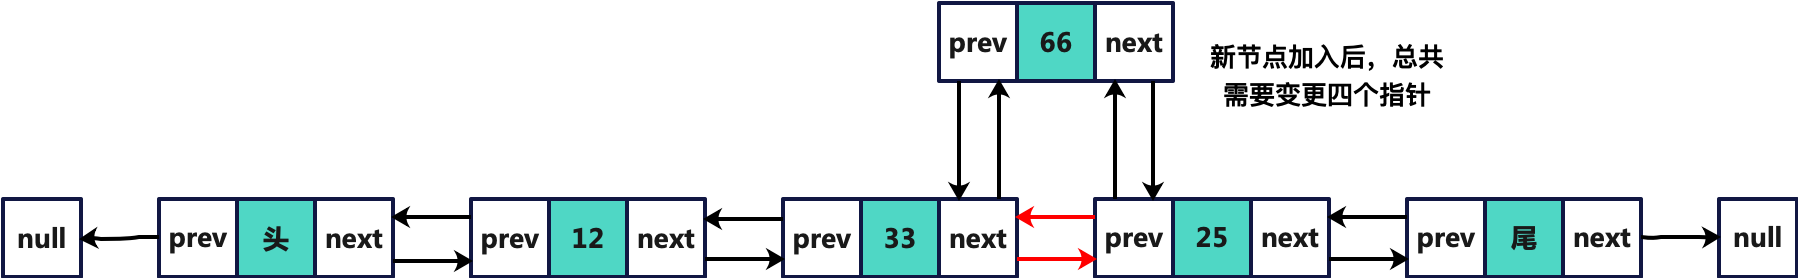 prev 66 next
新节点加入后，总共
需要变更四个指针
null prev 头 next prev 12 next prev 33 next prev 25 next prev 尾 next null